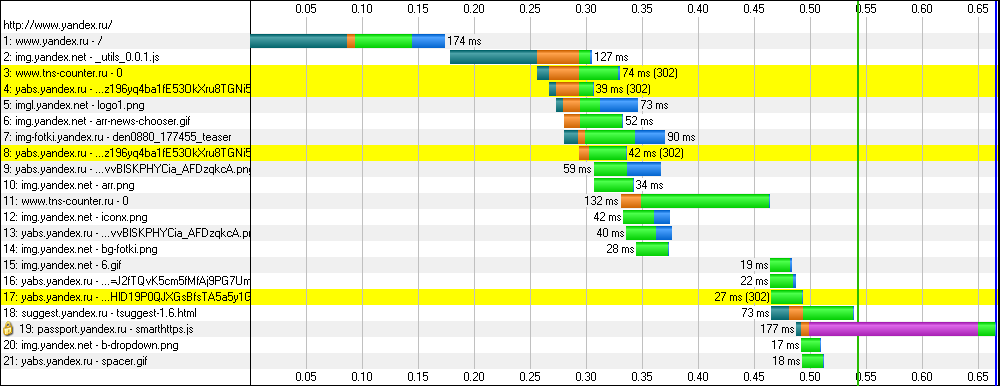 0.05 0.10 0.15 0.20 0.25 0.30 0.35 0.40 0.45 0.50 0.55 0.60 0.65
http://www.yandex.ru/
1: www.yandex.ru - / 174 ms
2: img.yandex.net - _utils_0.0.1.js 127 ms
3: www.tns-counter.ru - 0 74 ms (302)
4: yabs.yandex.ru - ...z196yq4ba1fE53OkXru8TGNi5 39 ms (302)
5: imgl.yandex.net - logo1.png 73 ms
6: img.yandex.net - arr-news-chooser.gif 52 ms
7: img-fotki.yandex.ru - den0880_177455_teaser 90 ms
8: yabs.yandex.ru - ...z196yq4ba1fE53OkXru8TGNi5 42 ms (302)
9: yabs.yandex.ru - ...vvBISKPHYCia_AFDzqkcA.png 59 ms
10: img.yandex.net - arr.png 34 ms
11: www.tns-counter.ru - 0 132 ms
12: img.yandex.net - iconx.png 42 ms
13: yabs.yandex.ru - ...vvBISKPHYCia_AFDzqkcA.pn 40 ms
14: img.yandex.net - bg-fotki.png 28 ms
15: img.yandex.net - 6.gif 19 ms
16: yabs.yandex.ru - ...=J2fTQvK5cm5fMfAj9PG7Um 22 ms
17: yabs.yandex.ru - ...HID19P0QJXGsBfsTA5a5y1G 27 ms (302)
18: suggest.yandex.ru - tsuggest-1.6.html 73 ms
19: passport.yandex.ru - smarthttps.js 177 ms
20: img.yandex.net - b-dropdown.png 17 ms
21: yabs.yandex.ru - spacer.gif 18 ms
0.05 0.10 0.15 0.20 0.25 0.30 0.35 0.40 0.45 0.50 0.55 0.60 0.65